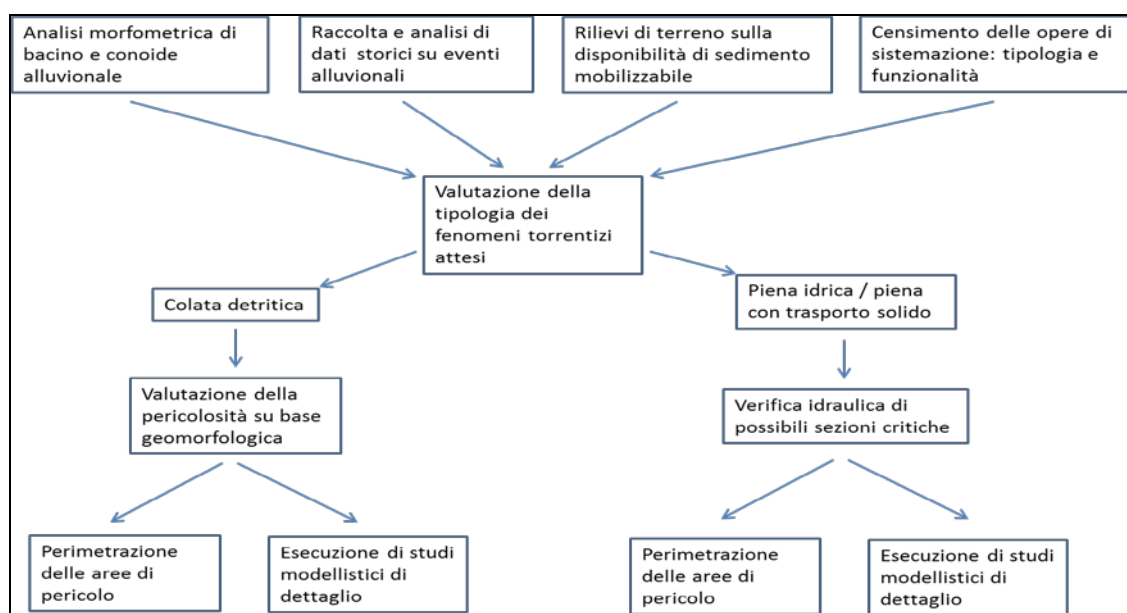 Analisi morfometrica di
bacino e conoide
alluvionale
Raccolta e analisi di
dati storici su eventi
alluvionali
Rilievi di terreno sulla
disponibilità di sedimento
mobilizzabile
Censimento delle opere di
sistemazione: tipologia e
funzionalità
Valutazione della
tipologia dei
fenomeni torrentizi
attesi
Colata detritica
Piena idrica / piena
con trasporto solido
Valutazione della
pericolosità su base
geomorfologica
Verifica idraulica di
possibili sezioni critiche
Perimetrazione
delle aree di
pericolo
Esecuzione di studi
modellistici di
dettaglio
Perimetrazione
delle aree di
pericolo
Esecuzione di studi
modellistici di
dettaglio